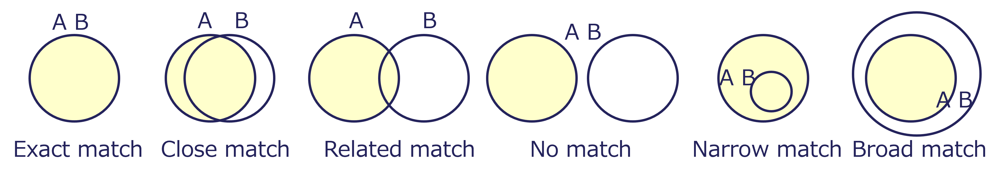 A B
A B
A B
A B
A B
A B
Exact match
Close match
Related match
No match
Narrow match
Broad match